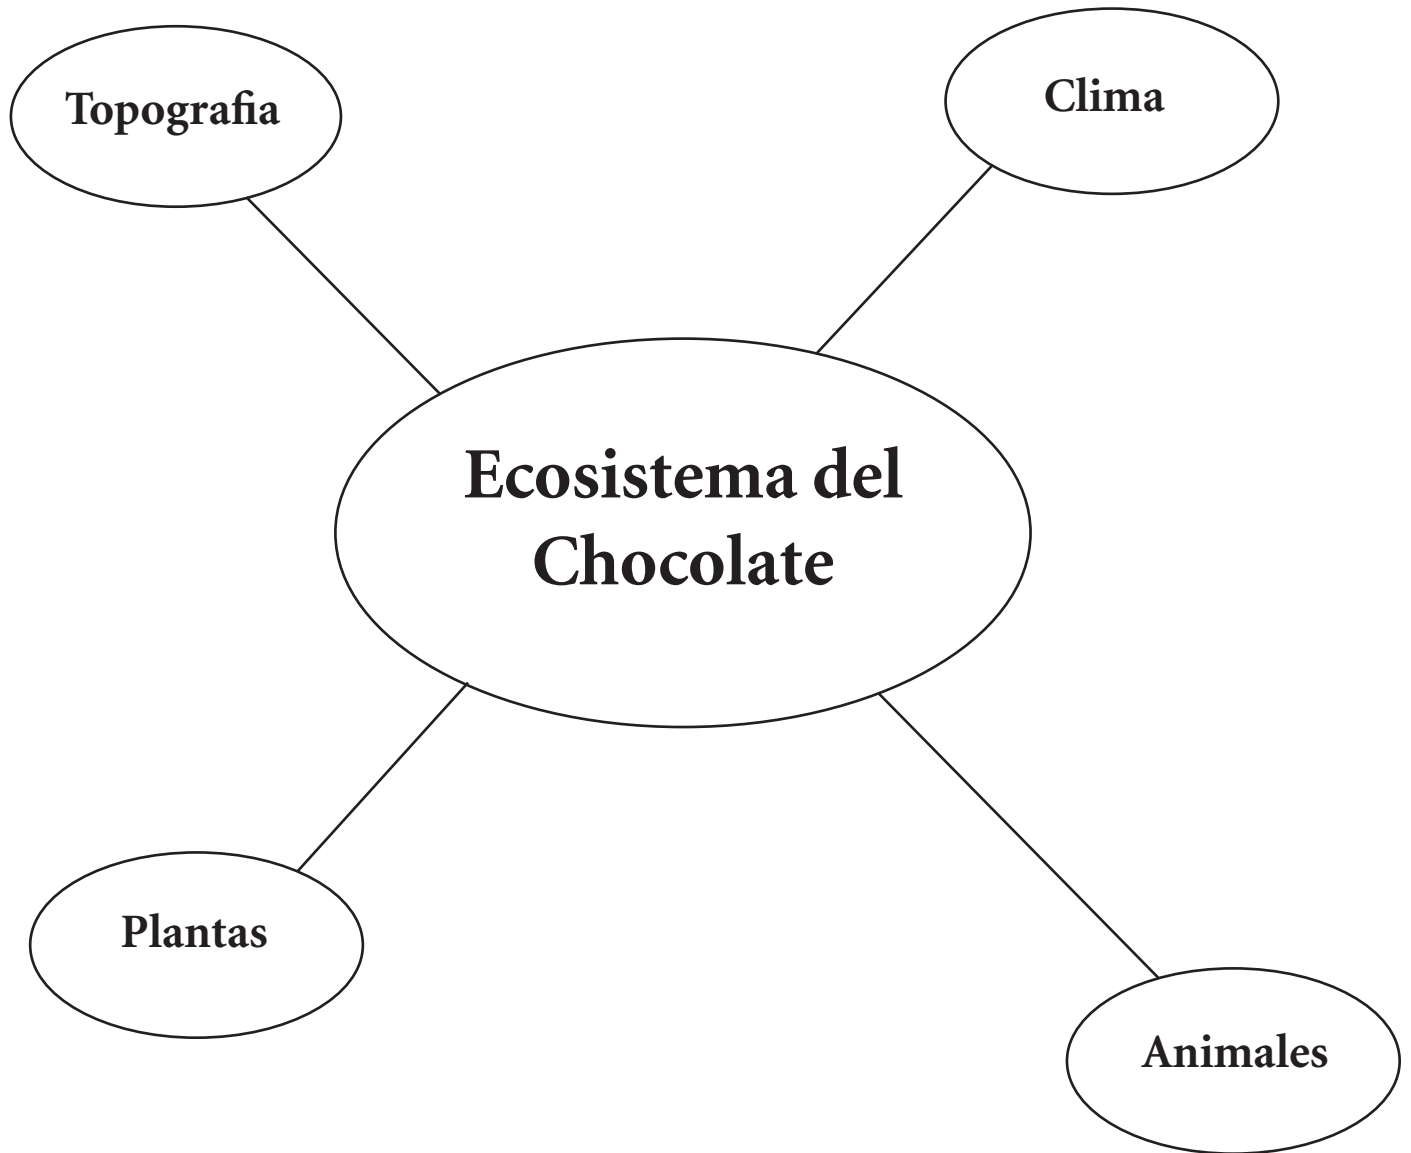 Topografia
Clima
Ecosistema del
Chocolate
Plantas
Animales